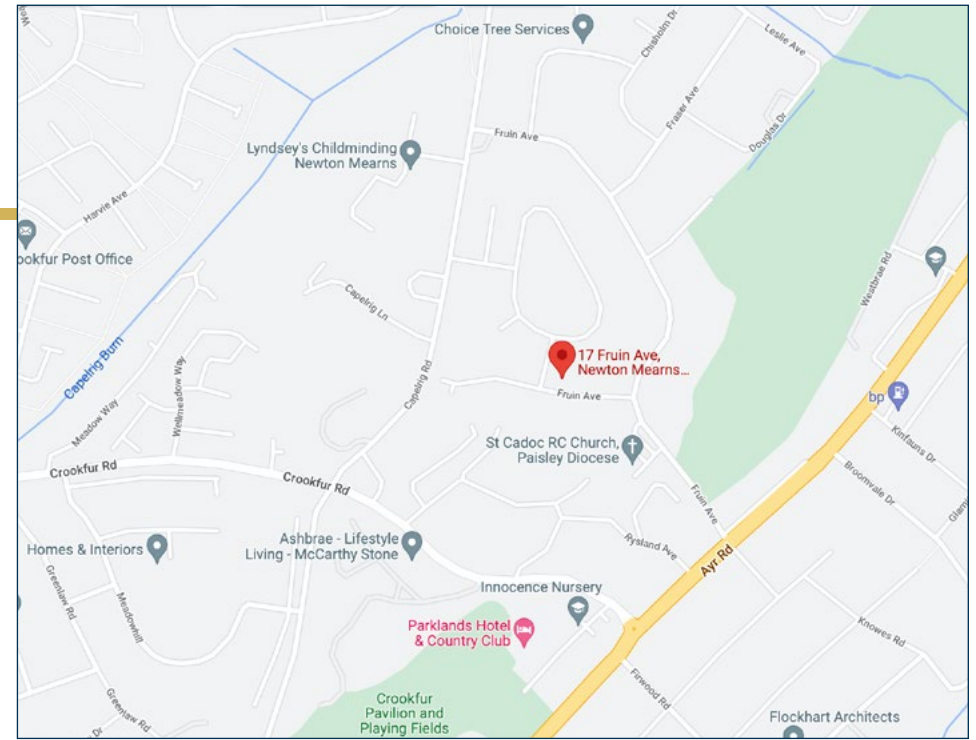 Choice Tree Services
Chisholm Dr
Leslie Ave
Fraser Ave
Fruin Ave
Douglas Dr
Lyndsey's Childminding
Newton Mearns
Harvie Ave
ookfur Post Office
Westbrae Rd
Capelrig Ln
Capelrig Burn
Capelrig Rd
17 Fruin Ave,
Newton Mearns...
Fruin Ave
bp
Wellmeadow Way
Meadow Way
Kinfauns Dr
St Cadoc RC Church,
Paisley Diocese
Crookfur Rd
Crookfur Rd
Broomvale Dr
Fruin Ave
Glam
Ashbrae - Lifestyle
Living - McCarthy Stone
Homes & Interiors
Rysland Ave
Ayr Rd
Greenlaw Rd
Meadowhill
Innocence Nursery
Parklands Hotel
& Country Club
Knowes Rd
Firwood Rd
Greenlaw Rd
Crookfur
Pavilion and
Playing Fields
Flockhart Architects
Dr